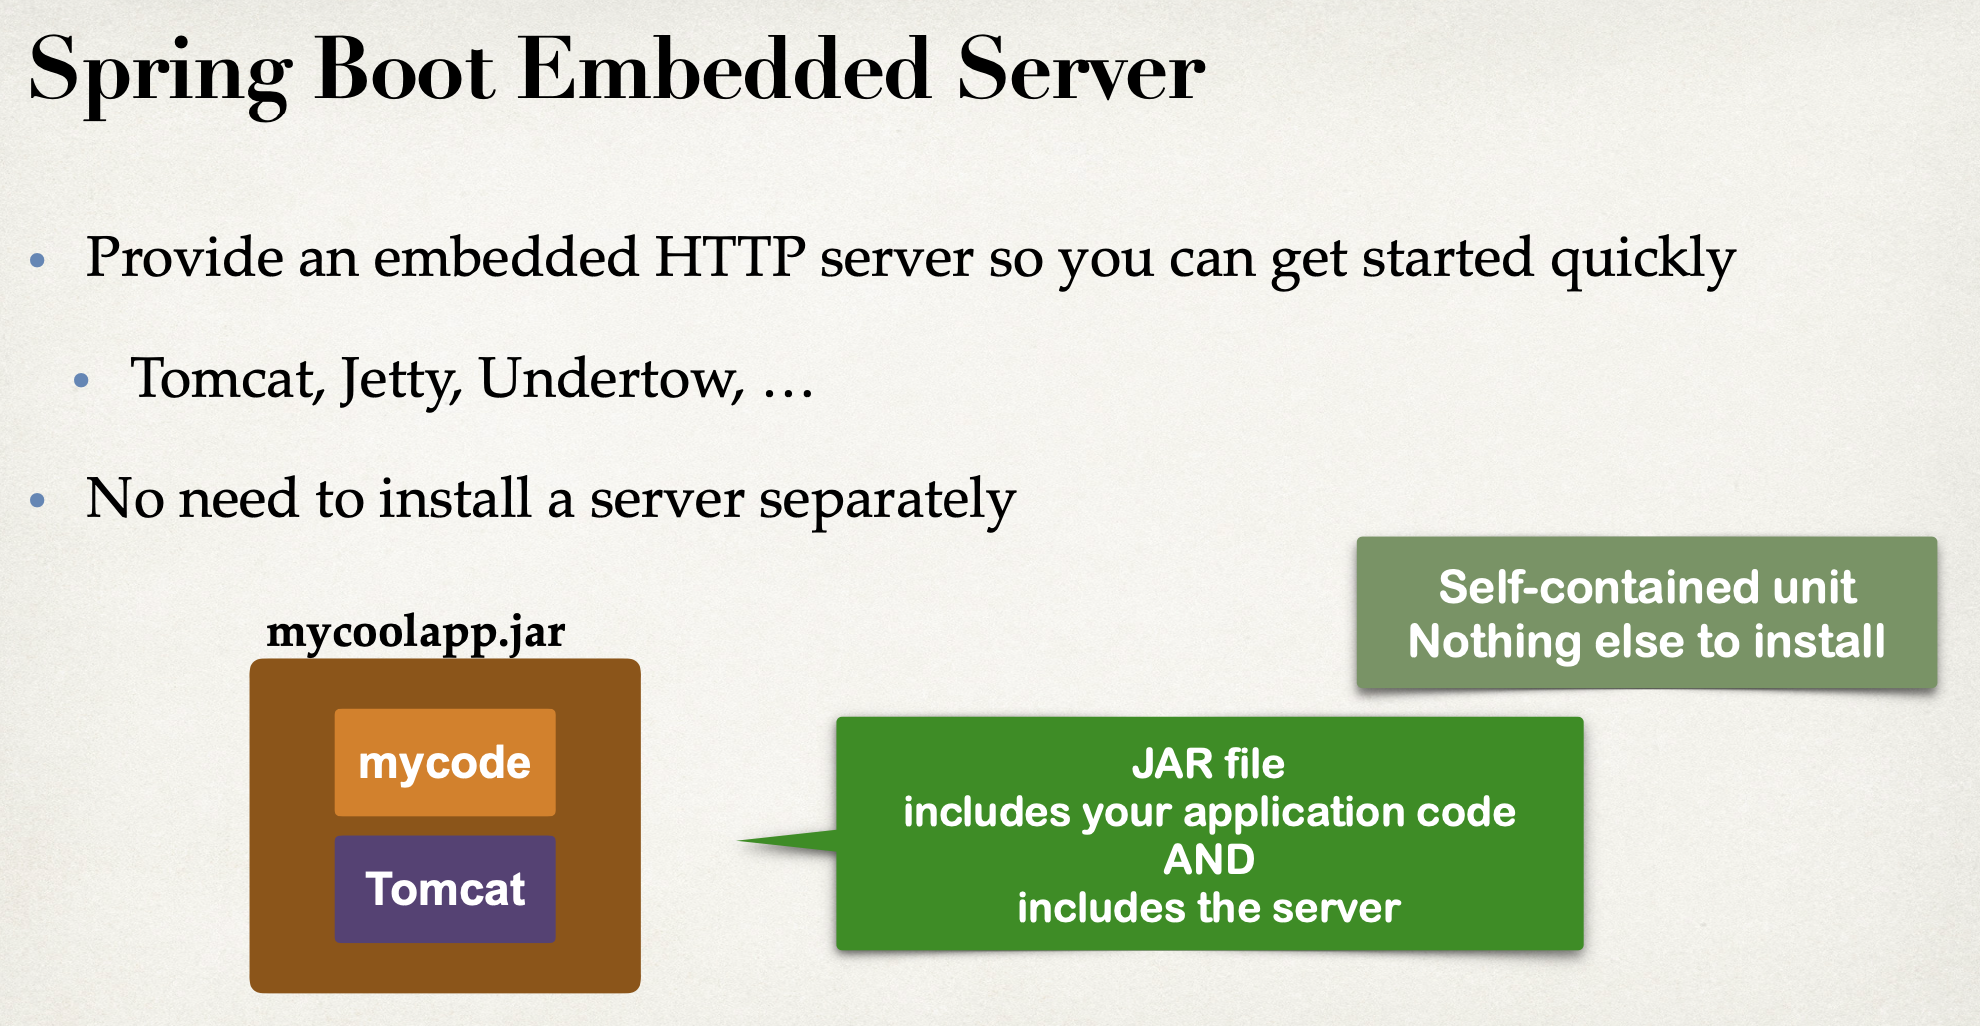 Spring Boot Embedded Server
• Provide an embedded HTTP server so you can get started quickly
• Tomcat, Jetty, Undertow, …
• No need to install a server separately
Self-contained unit
Nothing else to install
mycoolapp.jar
mycode
Tomcat
JAR file
includes your application code
AND
includes the server